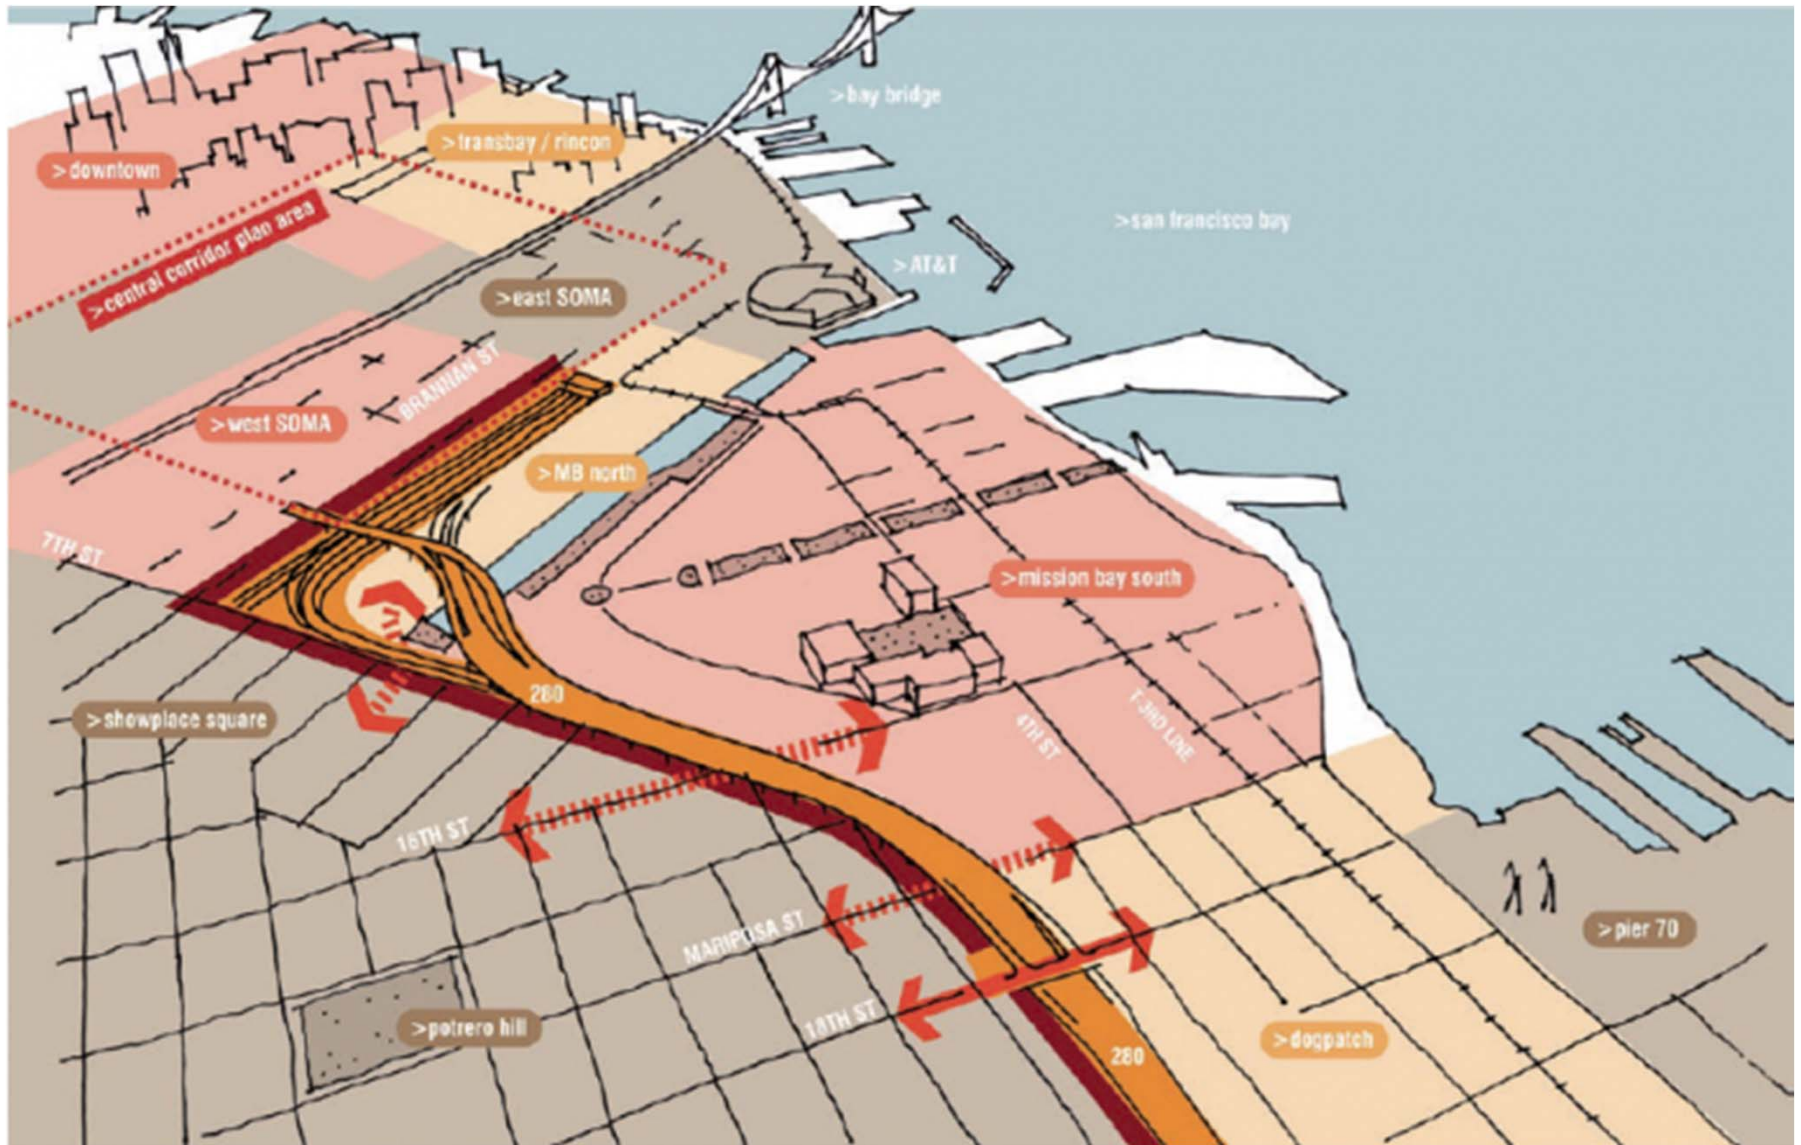 >bay bridge
>transbay / rincon
>downtown
>central corridor plan area
>san francisco bay
>AT&T
>east SOMA
BRANNAN ST
>west SOMA
>MB north
7TH ST
>mission bay south
280
>showplace square
4TH ST
T-3RD LINE
16TH ST
MARIPOSA ST
>pier 70
18TH ST
>potrero hill
>dogpatch
280